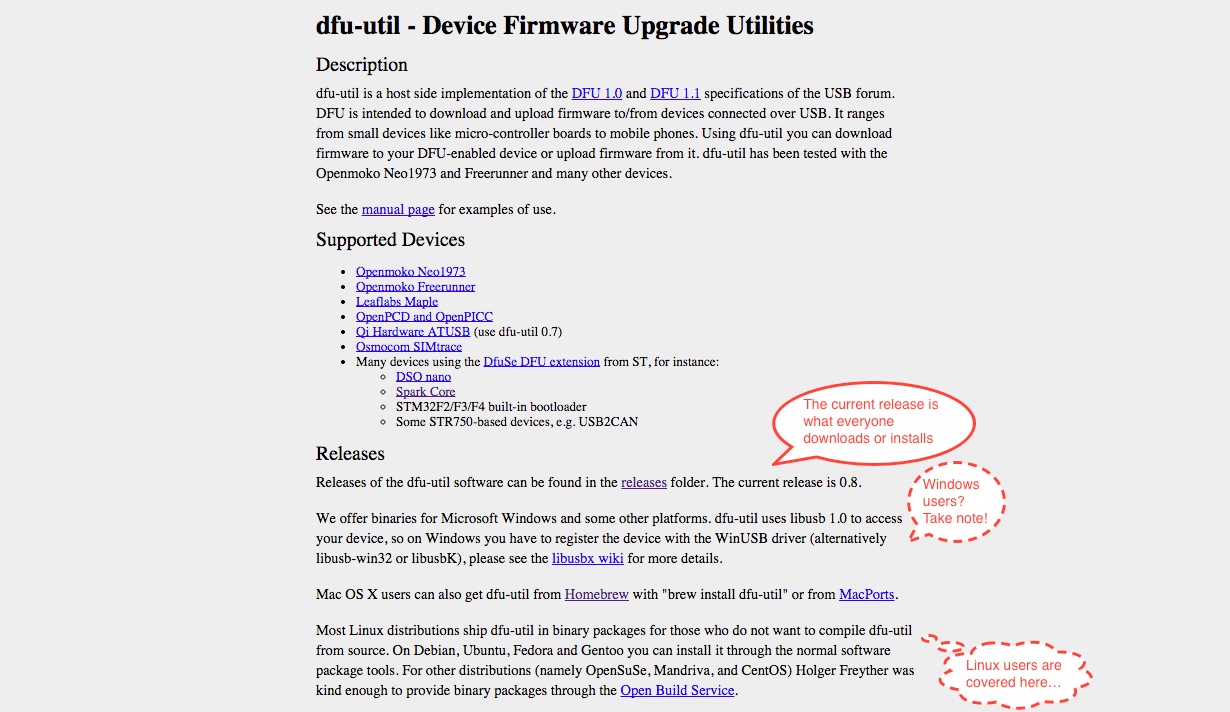 dfu-util - Device Firmware Upgrade Utilities
Description
dfu-util is a host side implementation of the DFU 1.0 and DFU 1.1 specifications of the USB forum.
DFU is intended to download and upload firmware to/from devices connected over USB. It ranges
from small devices like micro-controller boards to mobile phones. Using dfu-util you can download
firmware to your DFU-enabled device or upload firmware from it. dfu-util has been tested with the
Openmoko Neo1973 and Freerunner and many other devices.
See the manual page for examples of use.
Supported Devices
• Openmoko Neo1973
• Openmoko Freerunner
• Leaflabs Maple
• OpenPCD and OpenPICC
• Qi Hardware ATUSB (use dfu-util 0.7)
• Osmocom SIMtrace
• Many devices using the DfuSe DFU extension from ST, for instance:
◦ DSO nano
◦ Spark Core
◦ STM32F2/F3/F4 built-in bootloader
◦ Some STR750-based devices, e.g. USB2CAN
The current release is
what everyone
downloads or installs
Releases
Releases of the dfu-util software can be found in the releases folder. The current release is 0.8.
Windows
users?
Take note!
We offer binaries for Microsoft Windows and some other platforms. dfu-util uses libusb 1.0 to access
your device, so on Windows you have to register the device with the WinUSB driver (alternatively
libusb-win32 or libusbK), please see the libusbx wiki for more details.
Mac OS X users can also get dfu-util from Homebrew with "brew install dfu-util" or from MacPorts.
Most Linux distributions ship dfu-util in binary packages for those who do not want to compile dfu-util
from source. On Debian, Ubuntu, Fedora and Gentoo you can install it through the normal software
package tools. For other distributions (namely OpenSuSe, Mandriva, and CentOS) Holger Freyther was
kind enough to provide binary packages through the Open Build Service.
Linux users are
covered here…